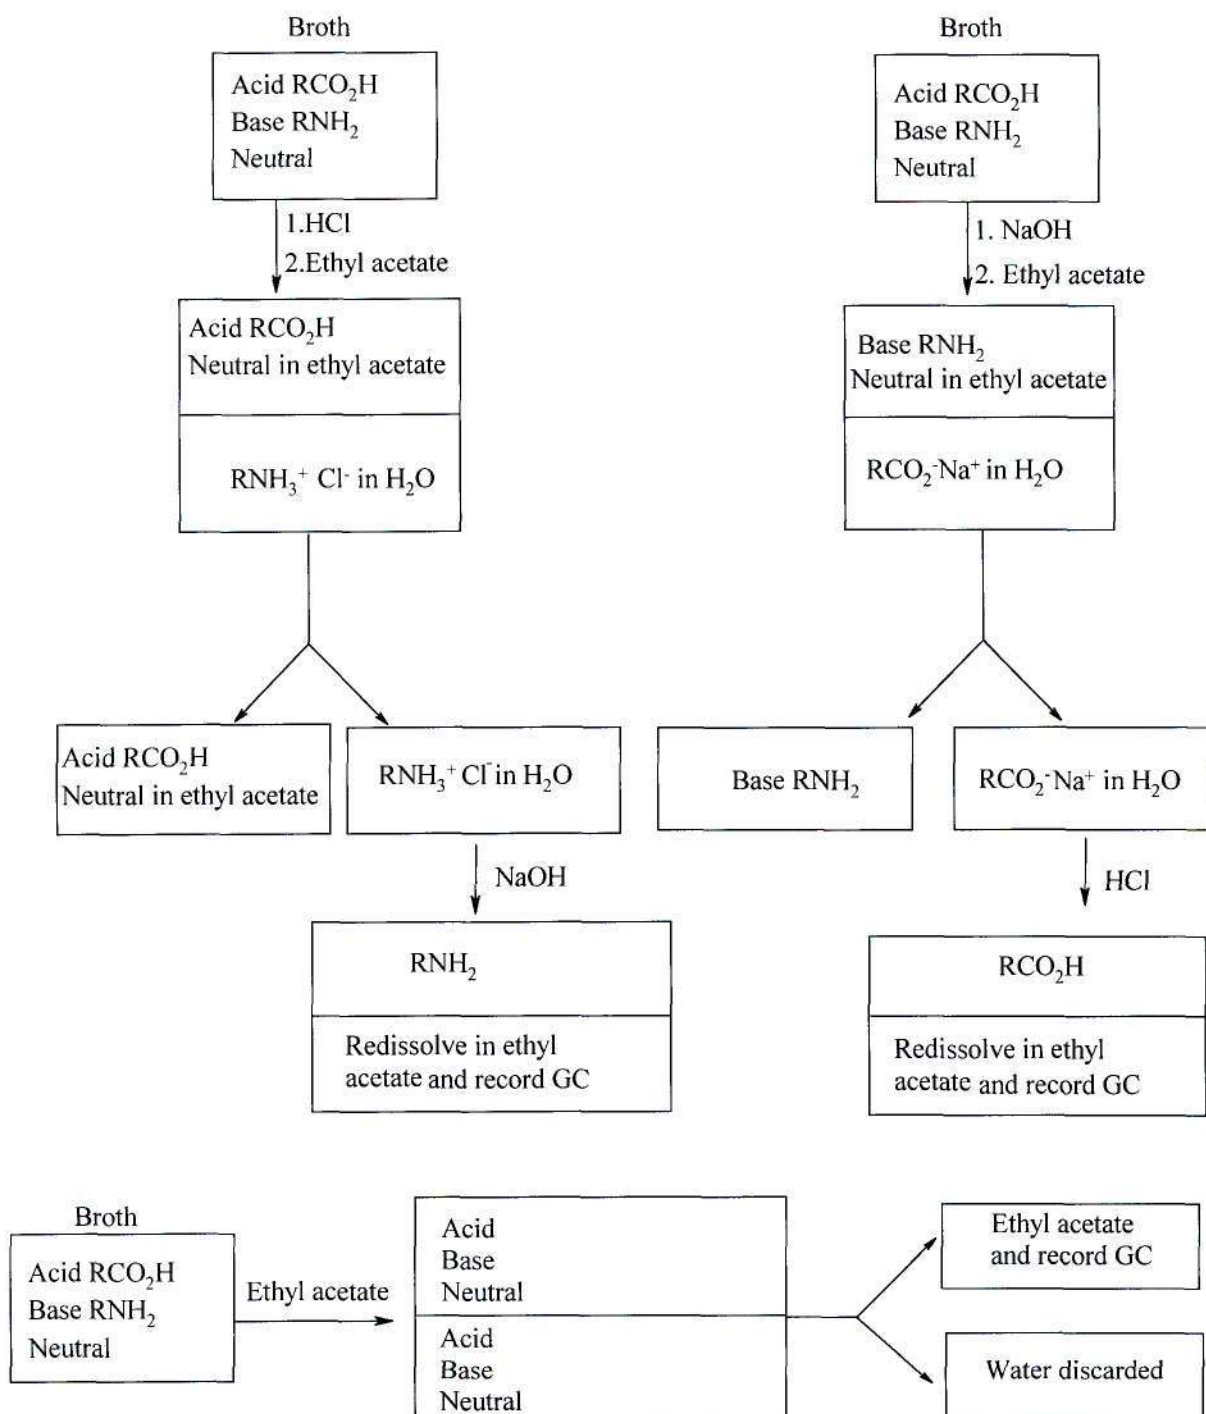 Broth
Acid RCO₂H
Base RNH₂
Neutral
1.HCl
2.Ethyl acetate
Acid RCO₂H
Neutral in ethyl acetate
RNH₃⁺ Cl⁻ in H₂O
Acid RCO₂H
Neutral in ethyl acetate
RNH₃⁺ Cl⁻ in H₂O
NaOH
RNH₂
Redissolve in ethyl
acetate and record GC
Broth
Acid RCO₂H
Base RNH₂
Neutral
1. NaOH
2. Ethyl acetate
Base RNH₂
Neutral in ethyl acetate
RCO₂⁻Na⁺ in H₂O
Base RNH₂
RCO₂⁻Na⁺ in H₂O
HCl
RCO₂H
Redissolve in ethyl
acetate and record GC
Broth
Acid RCO₂H
Base RNH₂
Neutral
Ethyl acetate
Acid
Base
Neutral
Acid
Base
Neutral
Ethyl acetate
and record GC
Water discarded